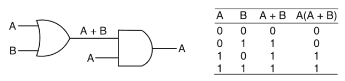 A
B
A + B
A
A
A B A + B A(A + B)
0 0 0 0
0 1 1 0
1 0 1 1
1 1 1 1